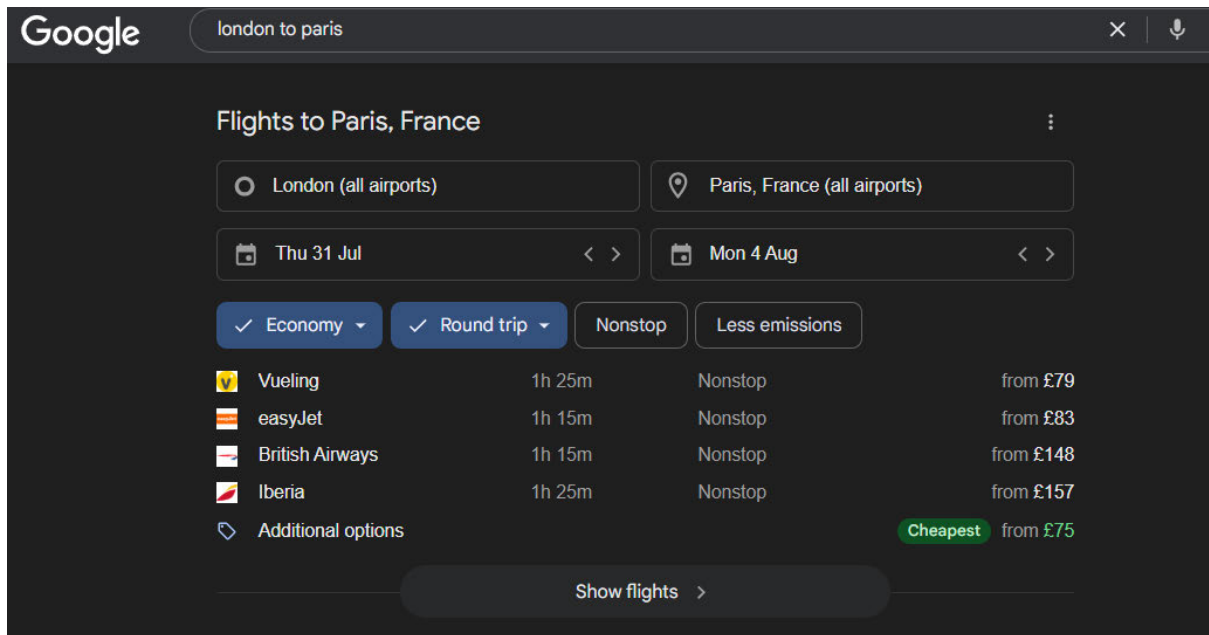 Google london to paris
Flights to Paris, France
London (all airports) Paris, France (all airports)
Thu 31 Jul Mon 4 Aug
Economy Round trip Nonstop Less emissions
Vueling 1h 25m Nonstop from £79
easyJet 1h 15m Nonstop from £83
British Airways 1h 15m Nonstop from £148
Iberia 1h 25m Nonstop from £157
Additional options Cheapest from £75
Show flights